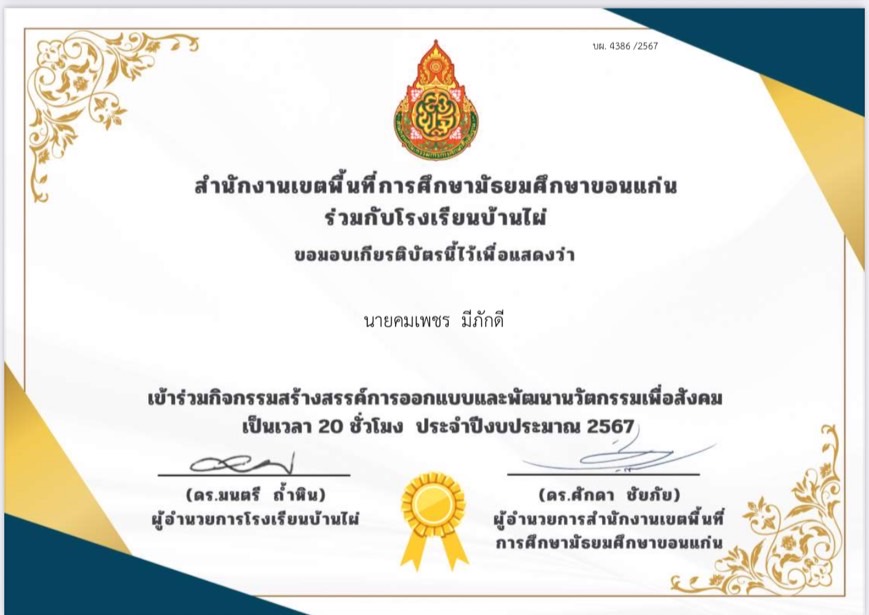 บผ. 4386 /2567
สำนักงานเขตพื้นที่การศึกษามัธยมศึกษาขอนแก่น
ร่วมกับโรงเรียนบ้านไผ่
ขอมอบเกียรติบัตรนี้ไว้เพื่อแสดงว่า
นายคมเพชร มีภักดี
เข้าร่วมกิจกรรมสร้างสรรค์การออกแบบและพัฒนานวัตกรรมเพื่อสังคม
เป็นเวลา 20 ชั่วโมง ประจำปีงบประมาณ 2567
(ดร.มนตรี ถ้ำหิน)
ผู้อำนวยการโรงเรียนบ้านไผ่
(ดร.ศักดา ชัยภัย)
ผู้อำนวยการสำนักงานเขตพื้นที่
การศึกษามัธยมศึกษาขอนแก่น